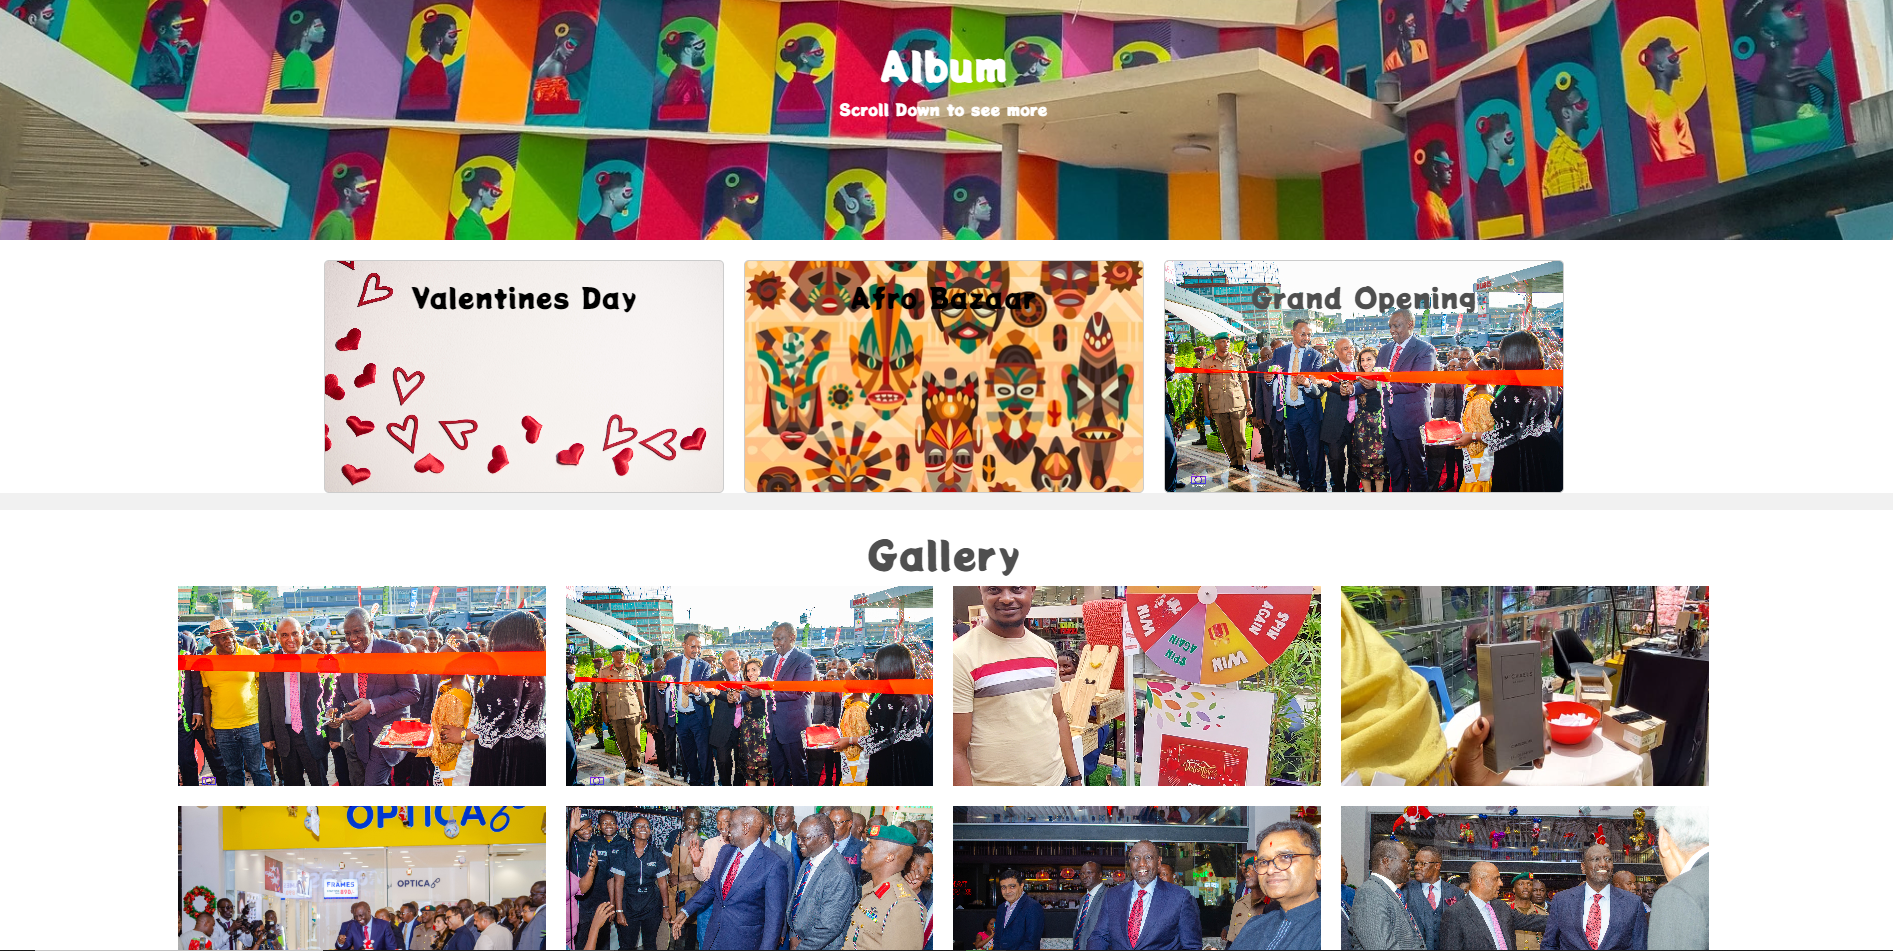 Album
Scroll Down to see more
Valentines Day
Afro Bazaar
Grand Opening
Gallery
WIN
SPIN AGAIN
WIN
SPIN AGAIN
OPTICA
FRAMES
OPTICA